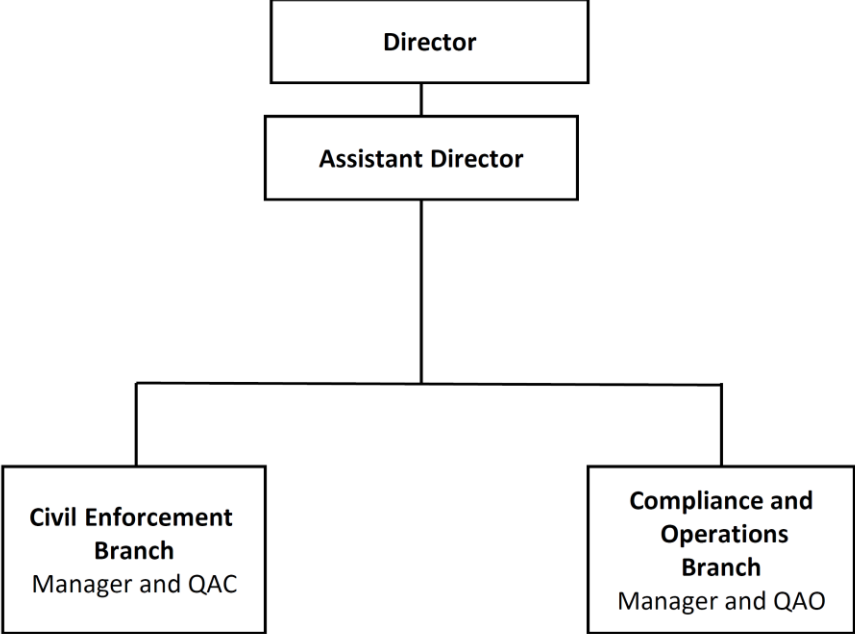 Director
Assistant Director
Civil Enforcement
Branch
Manager and QAC
Compliance and
Operations
Branch
Manager and QAO